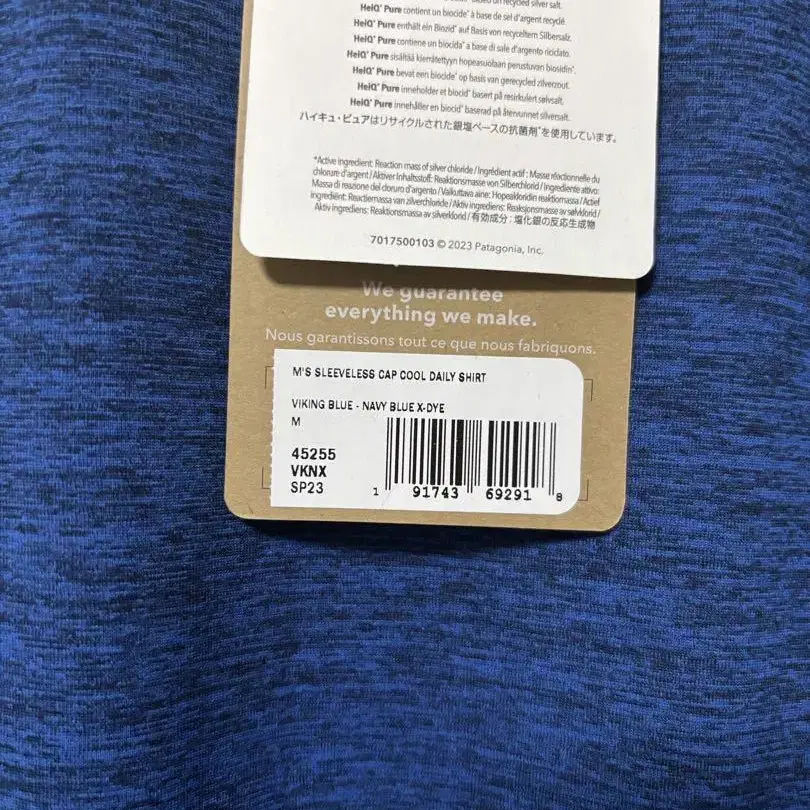 based on recycled silver salt.
HeiQ® Pure contient un biocide* à base de sel d'argent recyclé.
HeiQ® Pure enthält ein Biozid* auf Basis von recyceltem Silbersalz.
HeiQ® Pure contiene un biocida* a base di sale d'argento riciclato.
HeiQ® Pure sisältää kierrätettyyn hopeasuolaan perustuvan biosidin*.
HeiQ® Pure bevat een biocide* op basis van gerecycled zilverzout.
HeiQ® Pure inneholder et biocid* basert på resirkulert sølvsalt.
HeiQ® Pure innehåller en biocid* baserad på återvunnet silversalt.
ハイキュ・ピュアはリサイクルされた銀塩ベースの抗菌剤*を使用しています。
*Active ingredient: Reaction mass of silver chloride / Ingrédient actif : Masse réactionnelle du
chlorure d'argent / Aktiver Inhaltsstoff: Reaktionsmasse von Silberchlorid / Ingrediente attivo:
Massa di reazione del cloruro d'argento / Vaikuttava aine: Hopeakloridin reaktiomassa / Actief
ingrediënt: Reactiemassa van zilverchloride / Aktiv ingrediens: Reaksjonsmasse av sølvklorid /
Aktiv ingrediens: Reaktionsmassa av silverklorid / 有効成分：塩化銀の反応生成物
7017500103 © 2023 Patagonia, Inc.
We guarantee
everything we make.
Nous garantissons tout ce que nous fabriquons.
M'S SLEEVELESS CAP COOL DAILY SHIRT
VIKING BLUE - NAVY BLUE X-DYE
M
45255
VKNX
SP23
1 91743 69291 8